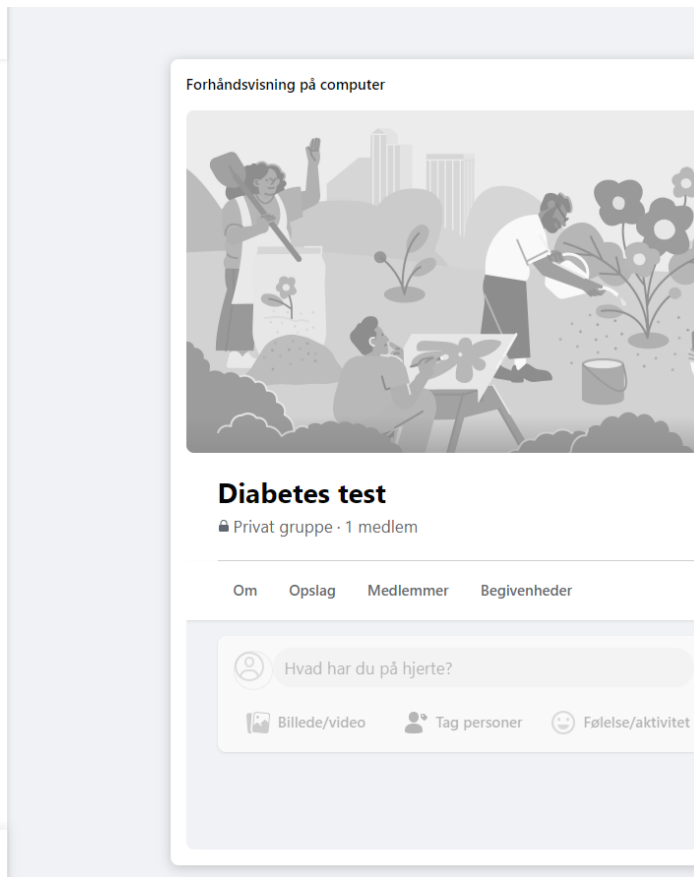 Forhåndsvisning på computer
Diabetes test
Privat gruppe · 1 medlem
Om Opslag Medlemmer Begivenheder
Hvad har du på hjerte?
Billede/video Tag personer Følelse/aktivitet